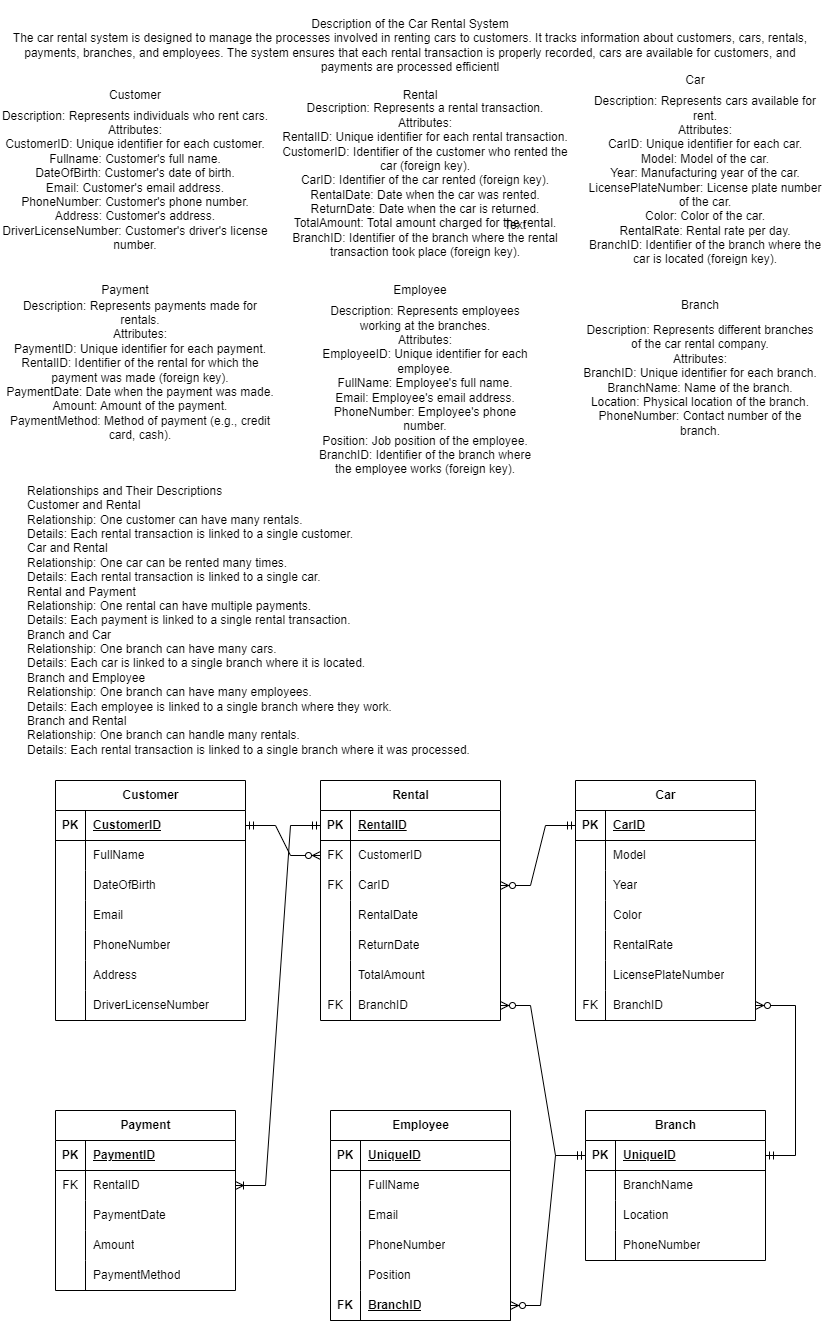 Description of the Car Rental System
The car rental system is designed to manage the processes involved in renting cars to customers. It tracks information about customers, cars, rentals,
payments, branches, and employees. The system ensures that each rental transaction is properly recorded, cars are available for customers, and
payments are processed efficientl
Customer
Description: Represents individuals who rent cars.
Attributes:
CustomerID: Unique identifier for each customer.
Fullname: Customer's full name.
DateOfBirth: Customer's date of birth.
Email: Customer's email address.
PhoneNumber: Customer's phone number.
Address: Customer's address.
DriverLicenseNumber: Customer's driver's license
number.
Rental
Description: Represents a rental transaction.
Attributes:
RentalID: Unique identifier for each rental transaction.
CustomerID: Identifier of the customer who rented the
car (foreign key).
CarID: Identifier of the car rented (foreign key).
RentalDate: Date when the car was rented.
ReturnDate: Date when the car is returned.
TotalAmount: Total amount charged for the rental.
Text
BranchID: Identifier of the branch where the rental
transaction took place (foreign key).
Car
Description: Represents cars available for
rent.
Attributes:
CarID: Unique identifier for each car.
Model: Model of the car.
Year: Manufacturing year of the car.
LicensePlateNumber: License plate number
of the car.
Color: Color of the car.
RentalRate: Rental rate per day.
BranchID: Identifier of the branch where the
car is located (foreign key).
Payment
Description: Represents payments made for
rentals.
Attributes:
PaymentID: Unique identifier for each payment.
RentalID: Identifier of the rental for which the
payment was made (foreign key).
PaymentDate: Date when the payment was made.
Amount: Amount of the payment.
PaymentMethod: Method of payment (e.g., credit
card, cash).
Employee
Description: Represents employees
working at the branches.
Attributes:
EmployeeID: Unique identifier for each
employee.
FullName: Employee's full name.
Email: Employee's email address.
PhoneNumber: Employee's phone
number.
Position: Job position of the employee.
BranchID: Identifier of the branch where
the employee works (foreign key).
Branch
Description: Represents different branches
of the car rental company.
Attributes:
BranchID: Unique identifier for each branch.
BranchName: Name of the branch.
Location: Physical location of the branch.
PhoneNumber: Contact number of the
branch.
Relationships and Their Descriptions
Customer and Rental
Relationship: One customer can have many rentals.
Details: Each rental transaction is linked to a single customer.
Car and Rental
Relationship: One car can be rented many times.
Details: Each rental transaction is linked to a single car.
Rental and Payment
Relationship: One rental can have multiple payments.
Details: Each payment is linked to a single rental transaction.
Branch and Car
Relationship: One branch can have many cars.
Details: Each car is linked to a single branch where it is located.
Branch and Employee
Relationship: One branch can have many employees.
Details: Each employee is linked to a single branch where they work.
Branch and Rental
Relationship: One branch can handle many rentals.
Details: Each rental transaction is linked to a single branch where it was processed.
Customer
PK CustomerID
FullName
DateOfBirth
Email
PhoneNumber
Address
DriverLicenseNumber
Rental
PK RentalID
FK CustomerID
FK CarID
RentalDate
ReturnDate
TotalAmount
FK BranchID
Car
PK CarID
Model
Year
Color
RentalRate
LicensePlateNumber
FK BranchID
Payment
PK PaymentID
FK RentalID
PaymentDate
Amount
PaymentMethod
Employee
PK UniqueID
FullName
Email
PhoneNumber
Position
FK BranchID
Branch
PK UniqueID
BranchName
Location
PhoneNumber